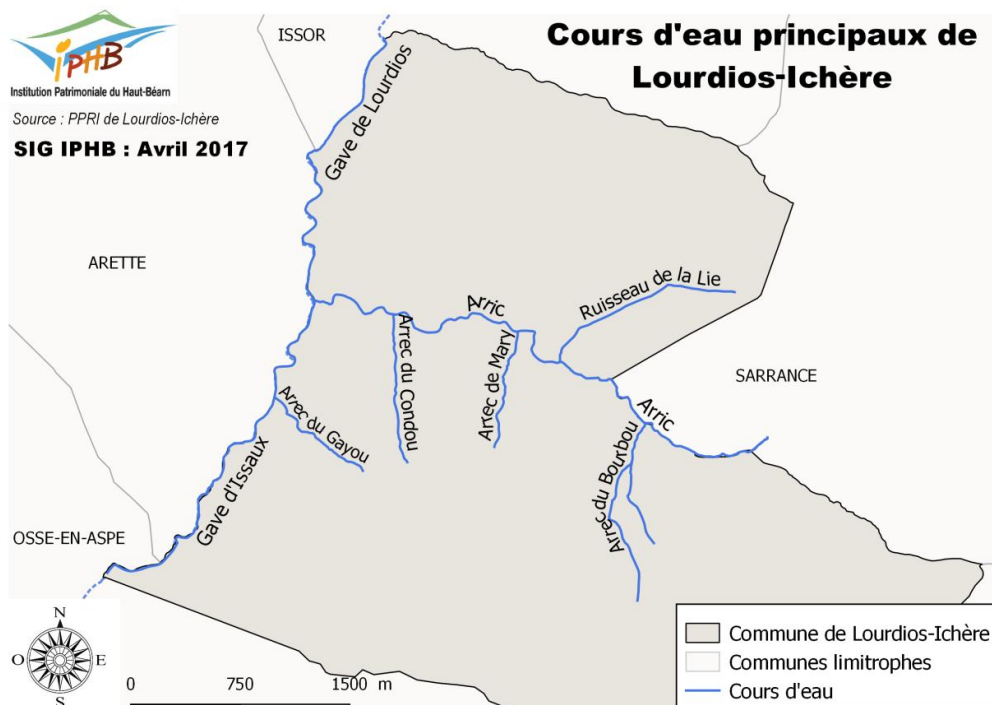 iPHB
Institution Patrimoniale du Haut-Béarn
Source : PPRI de Lourdios-Ichère
SIG IPHB : Avril 2017
Cours d'eau principaux de
Lourdios-Ichère
ISSOR
Gave de Lourdios
ARETTE
Ruisseau de la Lie
Arric
Arrec du Condou
Arrec de Mary
SARRANCE
Arrec du Gayou
Arric
Arrec du Bourbou
Gave d'Issaux
OSSE-EN-ASPE
N
O
E
S
0 750 1500 m
Commune de Lourdios-Ichère
Communes limitrophes
Cours d'eau